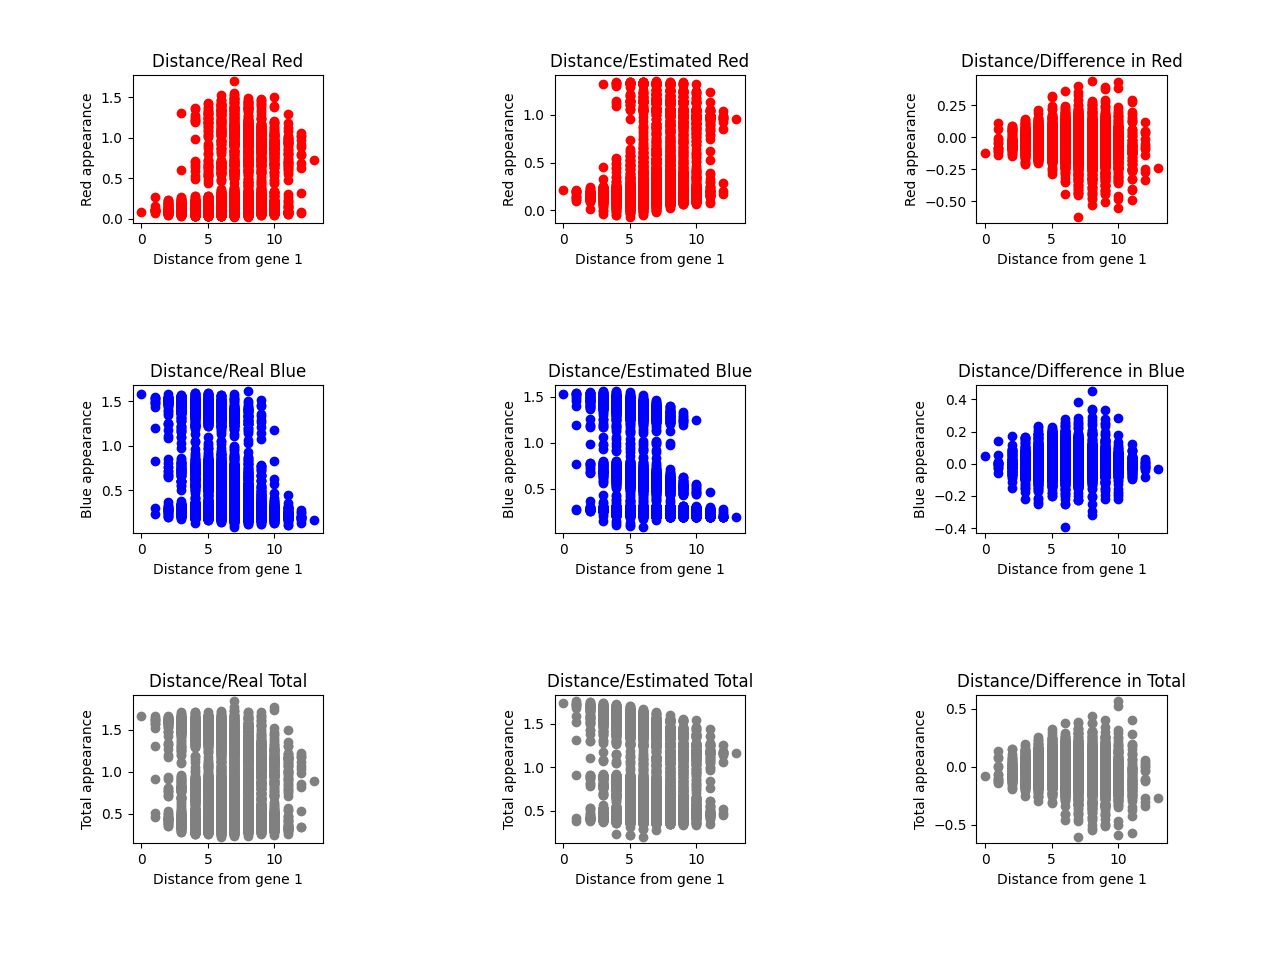 Distance/Real Red
Red appearance
1.5
1.0
0.5
0.0
0 5 10
Distance from gene 1
Distance/Estimated Red
Red appearance
1.0
0.5
0.0
0 5 10
Distance from gene 1
Distance/Difference in Red
Red appearance
0.25
0.00
−0.25
−0.50
0 5 10
Distance from gene 1
Distance/Real Blue
Blue appearance
1.5
1.0
0.5
0 5 10
Distance from gene 1
Distance/Estimated Blue
Blue appearance
1.5
1.0
0.5
0 5 10
Distance from gene 1
Distance/Difference in Blue
Blue appearance
0.4
0.2
0.0
−0.2
−0.4
0 5 10
Distance from gene 1
Distance/Real Total
Total appearance
1.5
1.0
0.5
0 5 10
Distance from gene 1
Distance/Estimated Total
Total appearance
1.5
1.0
0.5
0 5 10
Distance from gene 1
Distance/Difference in Total
Total appearance
0.5
0.0
−0.5
0 5 10
Distance from gene 1